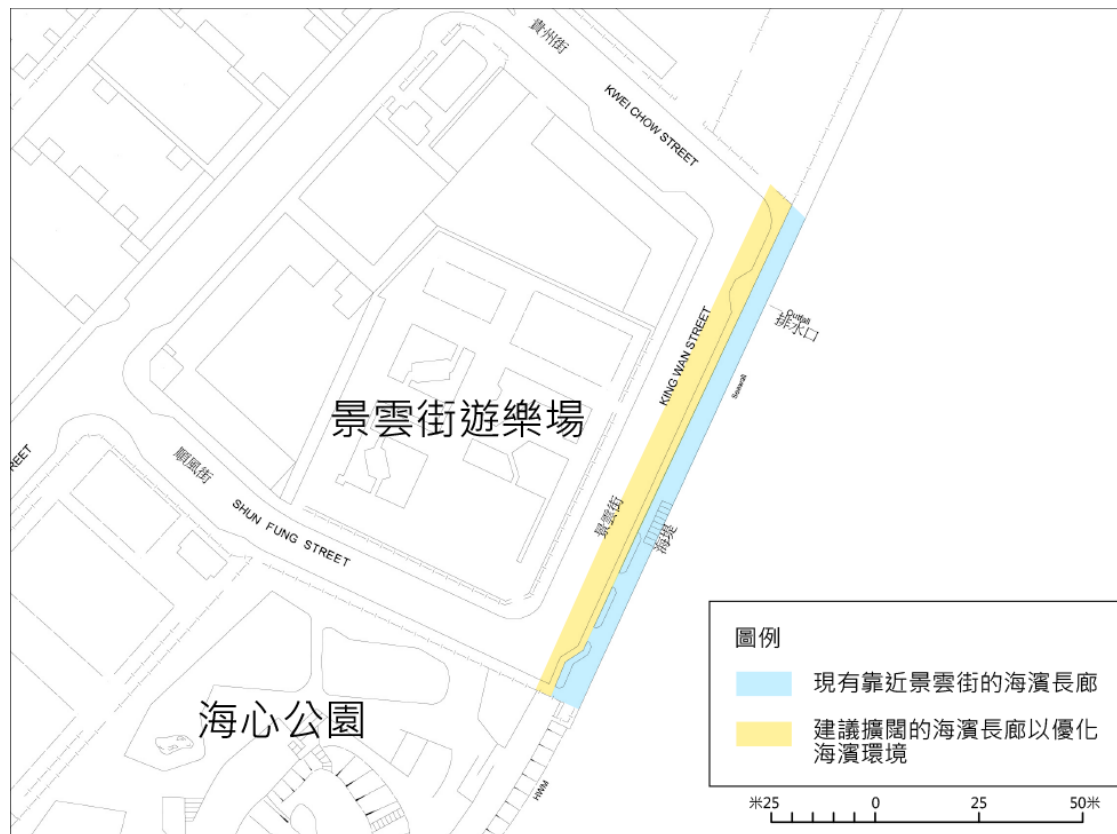 貴州街
KWEI CHOW STREET
KING WAN STREET
Outfall
排水口
Seawall
景雲街遊樂場
REET
順風街
SHUN FUNG STREET
景雲街
海堤
海心公園
HWM
圖例
現有靠近景雲街的海濱長廊
建議擴闊的海濱長廊以優化
海濱環境
米25 0 25 50米